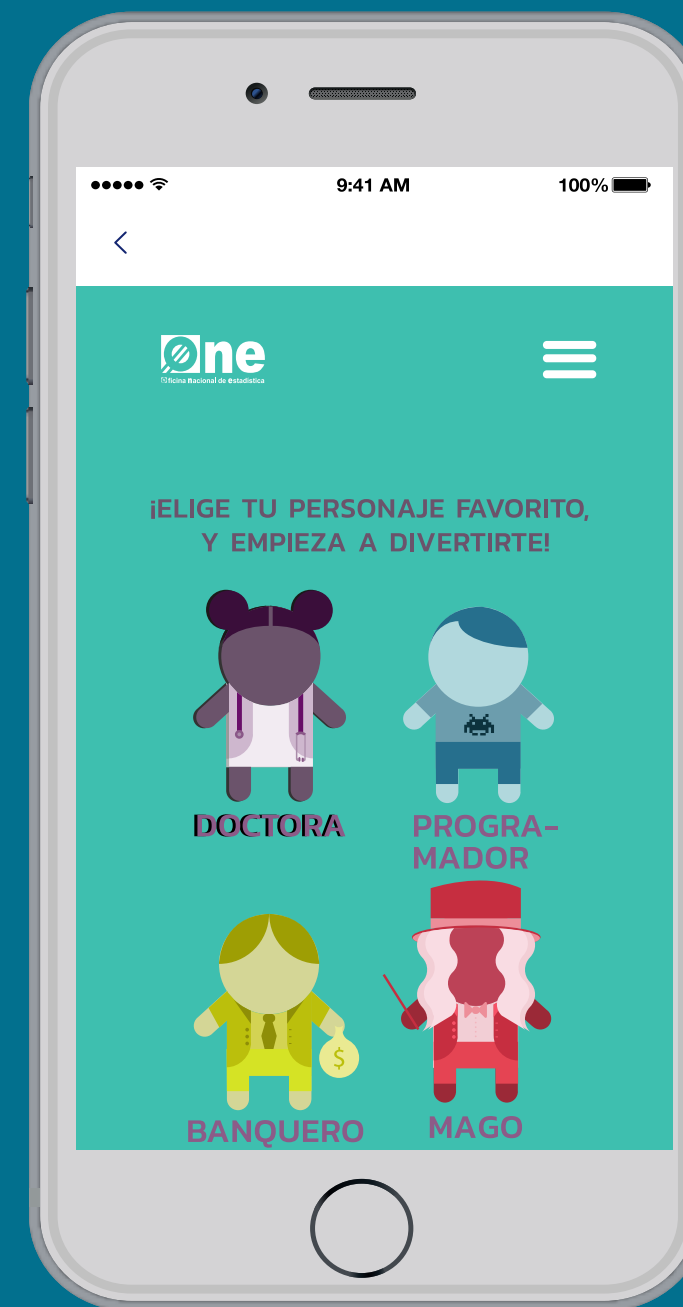 9:41 AM
100%
One
Oficina Nacional de Estadística
¡ELIGE TU PERSONAJE FAVORITO,
Y EMPIEZA A DIVERTIRTE!
DOCTORA
PROGRA-
MADOR
$
BANQUERO
MAGO